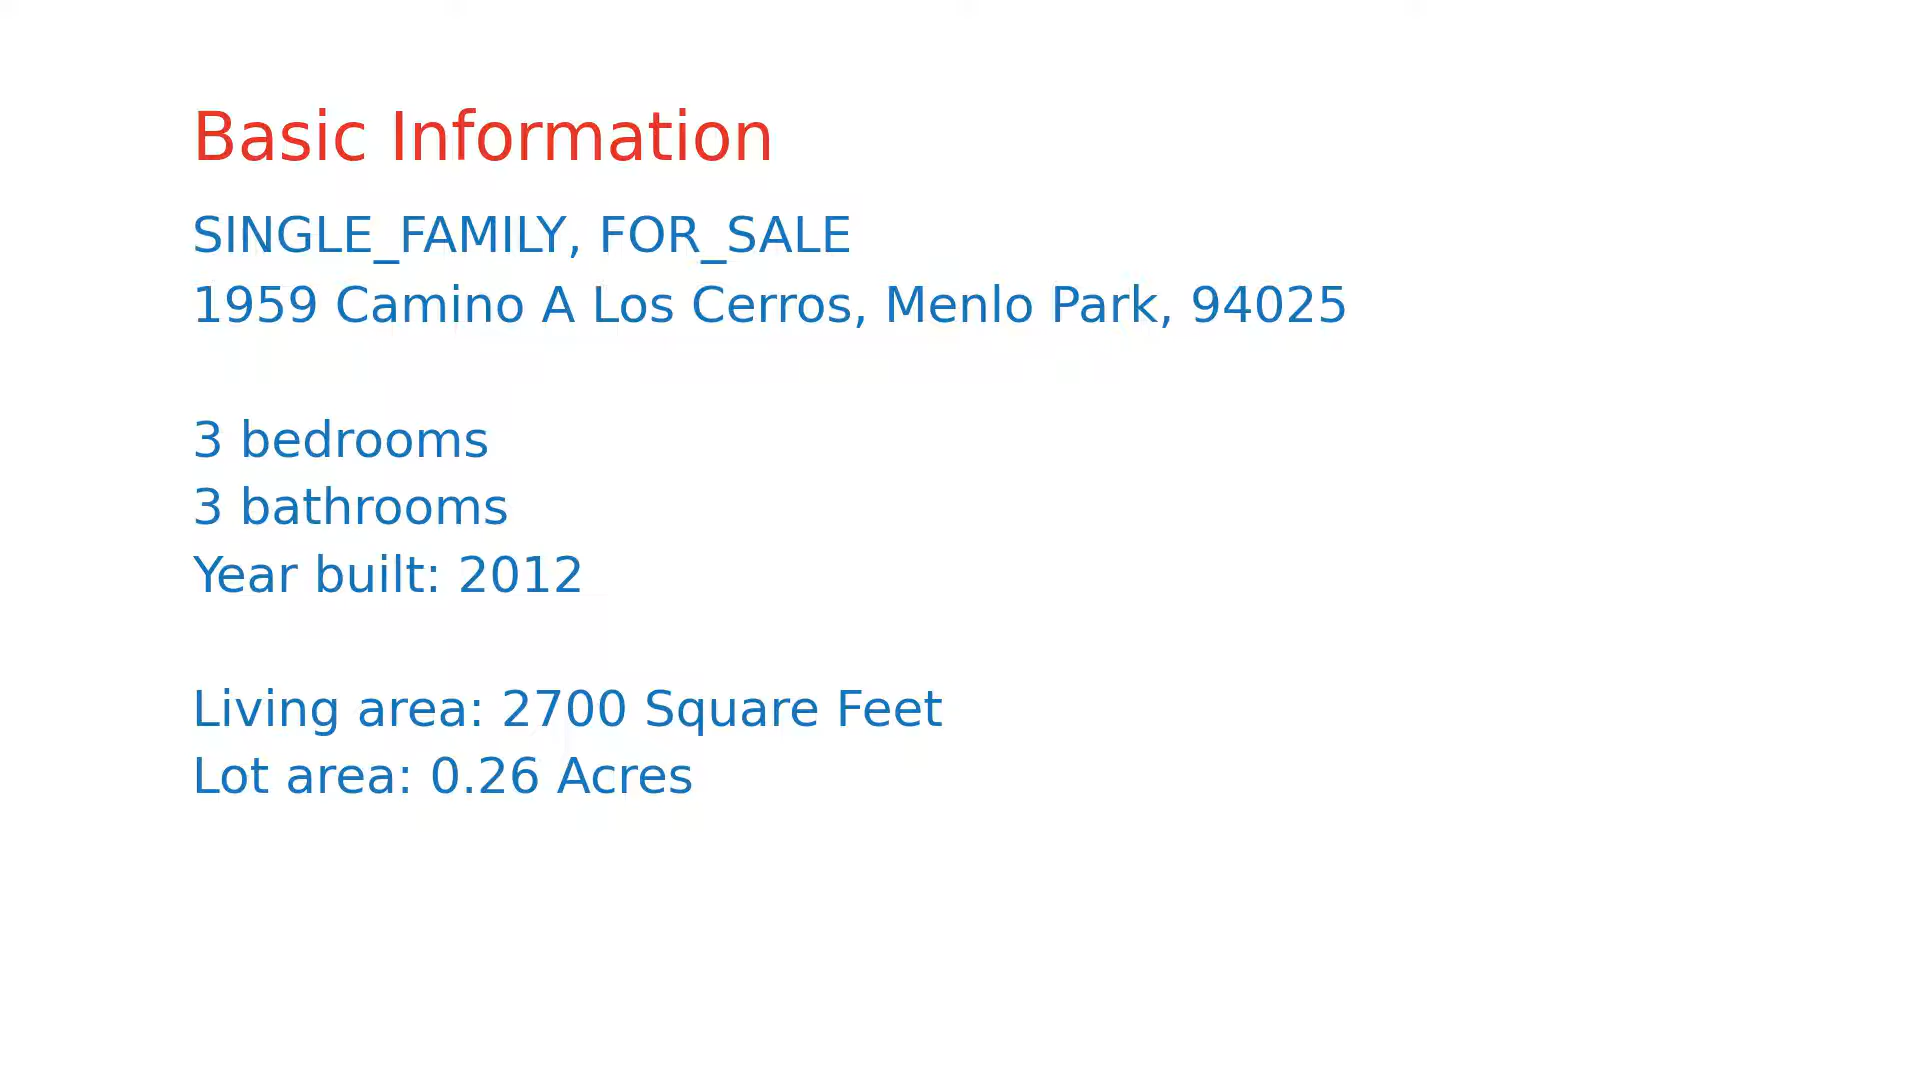 Basic Information
SINGLE_FAMILY, FOR_SALE
1959 Camino A Los Cerros, Menlo Park, 94025
3 bedrooms
3 bathrooms
Year built: 2012
Living area: 2700 Square Feet
Lot area: 0.26 Acres